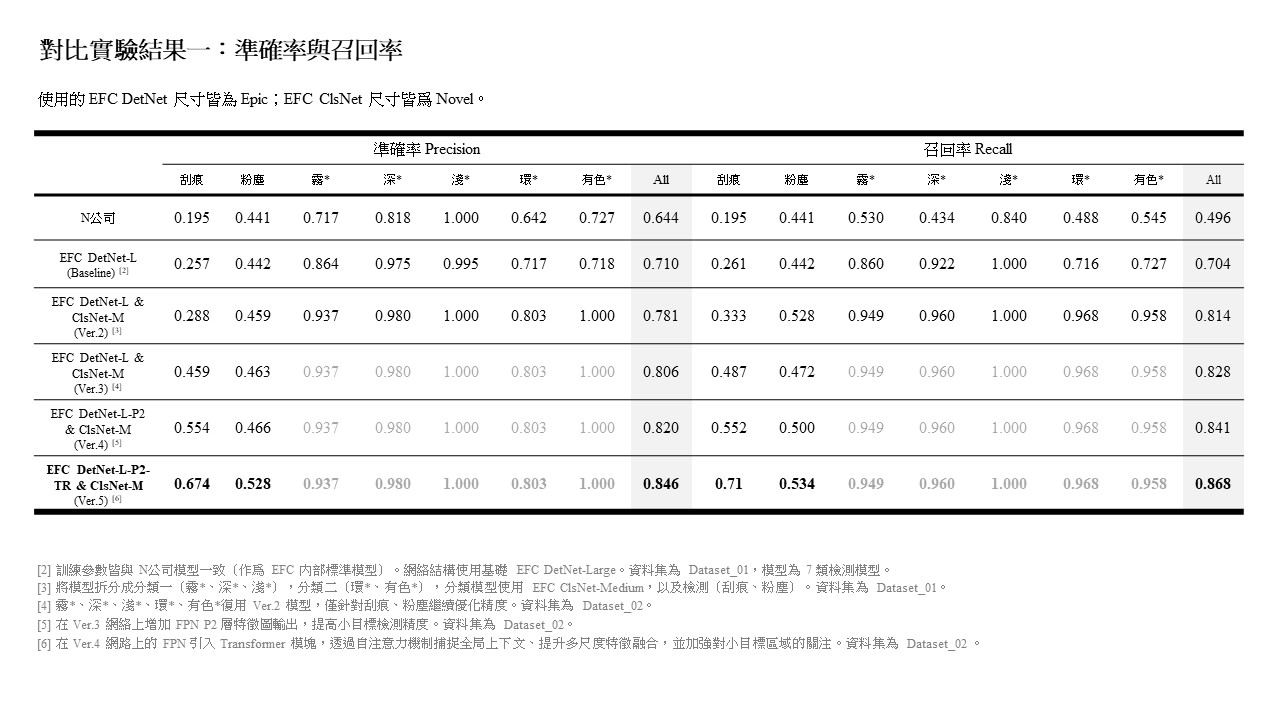 對比實驗結果一：準確率與召回率
使用的 EFC DetNet 尺寸皆為 Epic；EFC ClsNet 尺寸皆爲 Novel。
準確率 Precision 召回率 Recall
刮痕 粉塵 霧* 深* 淺* 環* 有色* All 刮痕 粉塵 霧* 深* 淺* 環* 有色* All
N公司 0.195 0.441 0.717 0.818 1.000 0.642 0.727 0.644 0.195 0.441 0.530 0.434 0.840 0.488 0.545 0.496
EFC DetNet-L
(Baseline) [2] 0.257 0.442 0.864 0.975 0.995 0.717 0.718 0.710 0.261 0.442 0.860 0.922 1.000 0.716 0.727 0.704
EFC DetNet-L &
ClsNet-M
(Ver.2) [3] 0.288 0.459 0.937 0.980 1.000 0.803 1.000 0.781 0.333 0.528 0.949 0.960 1.000 0.968 0.958 0.814
EFC DetNet-L &
ClsNet-M
(Ver.3) [4] 0.459 0.463 0.937 0.980 1.000 0.803 1.000 0.806 0.487 0.472 0.949 0.960 1.000 0.968 0.958 0.828
EFC DetNet-L-P2
& ClsNet-M
(Ver.4) [5] 0.554 0.466 0.937 0.980 1.000 0.803 1.000 0.820 0.552 0.500 0.949 0.960 1.000 0.968 0.958 0.841
EFC DetNet-L-P2-
TR & ClsNet-M
(Ver.5) [6] 0.674 0.528 0.937 0.980 1.000 0.803 1.000 0.846 0.71 0.534 0.949 0.960 1.000 0.968 0.958 0.868
[2] 訓練參數皆與 N公司模型一致〔作爲 EFC 内部標準模型〕。網絡結構使用基礎 EFC DetNet-Large。資料集為 Dataset_01，模型為 7 類檢測模型。
[3] 將模型拆分成分類一〔霧*、深*、淺*〕，分類二〔環*、有色*〕，分類模型使用 EFC ClsNet-Medium，以及檢測〔刮痕、粉塵〕。資料集為 Dataset_01。
[4] 霧*、深*、淺*、環*、有色*復用 Ver.2 模型，僅針對刮痕、粉塵繼續優化精度。資料集為 Dataset_02。
[5] 在 Ver.3 網絡上增加 FPN P2 層特徵圖輸出，提高小目標檢測精度。資料集為 Dataset_02。
[6] 在 Ver.4 網路上的 FPN 引入 Transformer 模塊，透過自注意力機制捕捉全局上下文、提升多尺度特徵融合，並加強對小目標區域的關注。資料集為 Dataset_02 。